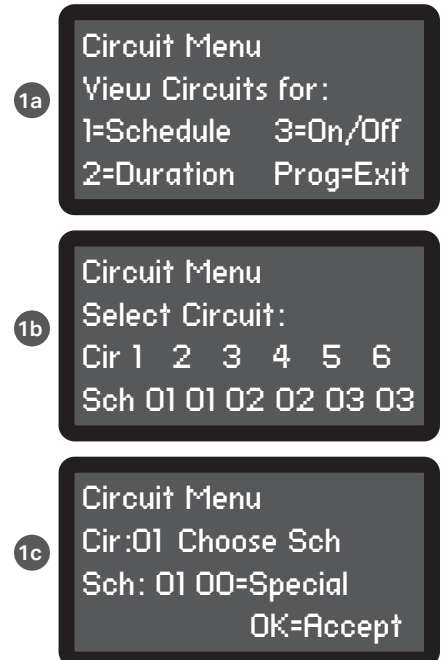 1a
Circuit Menu
View Circuits for:
1=Schedule 3=On/Off
2=Duration Prog=Exit
1b
Circuit Menu
Select Circuit:
Cir 1 2 3 4 5 6
Sch 01 01 02 02 03 03
1c
Circuit Menu
Cir:01 Choose Sch
Sch: 01 00=Special
OK=Accept